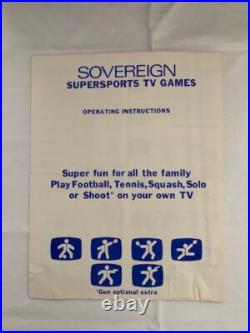 SOVEREIGN
SUPERSPORTS TV GAMES
OPERATING INSTRUCTIONS
Super fun for all the family
Play Football, Tennis, Squash, Solo
or Shoot* on your own TV
*Gun optional extra